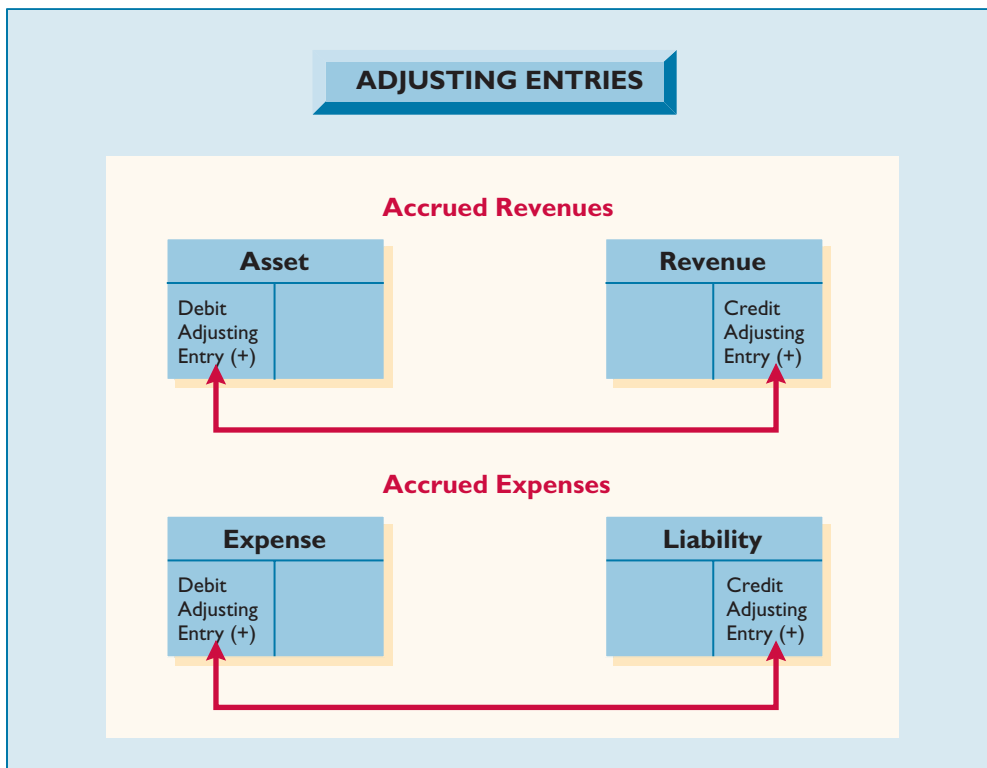 ADJUSTING ENTRIES
Accrued Revenues
Asset
Revenue
Debit
Adjusting
Entry (+)
Credit
Adjusting
Entry (+)
Accrued Expenses
Expense
Liability
Debit
Adjusting
Entry (+)
Credit
Adjusting
Entry (+)